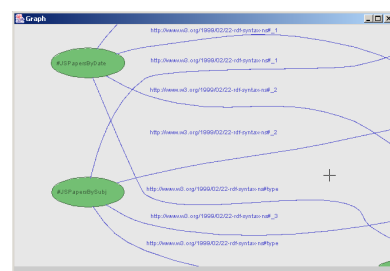 Graph
http://www.w3.org/1999/02/22-rdf-syntax-ns#_1
http://www.w3.org/1999/02/22-rdf-syntax-ns#_1
#JSPapersByDate
http://www.w3.org/1999/02/22-rdf-syntax-ns#_2
http://www.w3.org/1999/02/22-rdf-syntax-ns#_2
http://www.w3.org/1999/02/22-rdf-syntax-ns#type
#JSPapersBySubj
http://www.w3.org/1999/02/22-rdf-syntax-ns#_3
http://www.w3.org/1999/02/22-rdf-syntax-ns#type